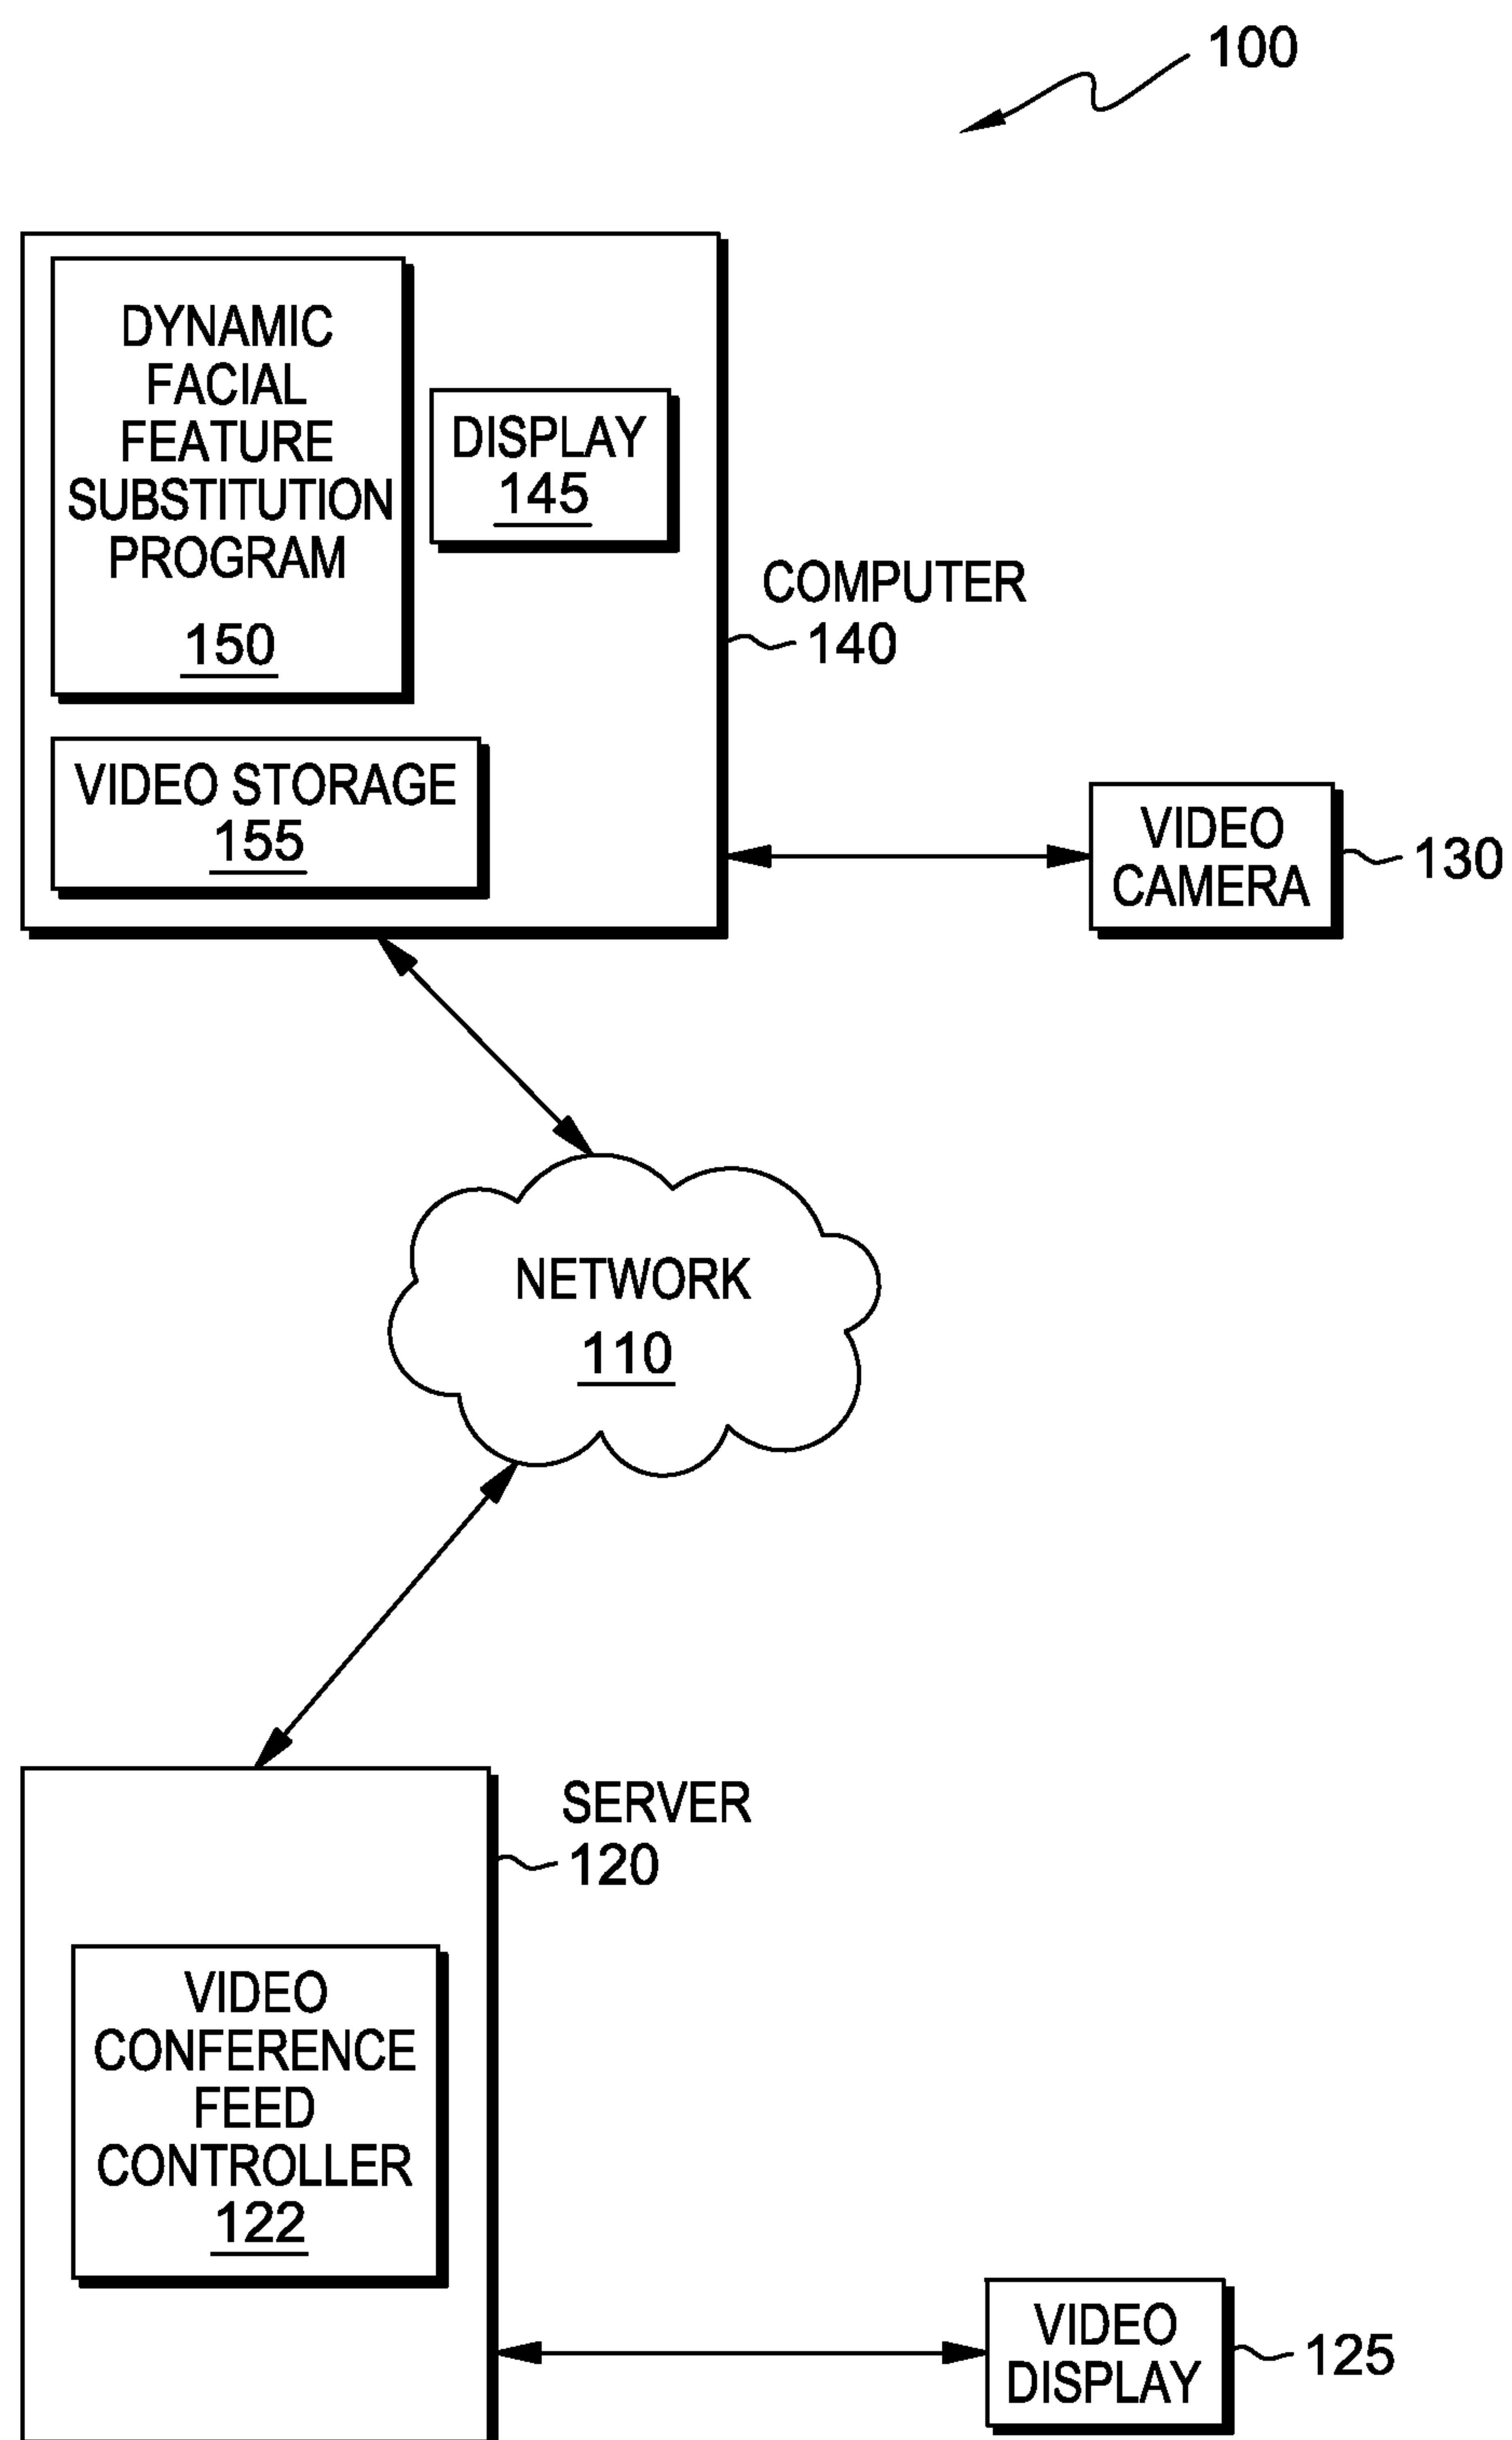 100
DYNAMIC
FACIAL
FEATURE
SUBSTITUTION
PROGRAM
150
DISPLAY
145
COMPUTER
140
VIDEO STORAGE
155
VIDEO
CAMERA
130
NETWORK
110
SERVER
120
VIDEO
CONFERENCE
FEED
CONTROLLER
122
VIDEO
DISPLAY
125